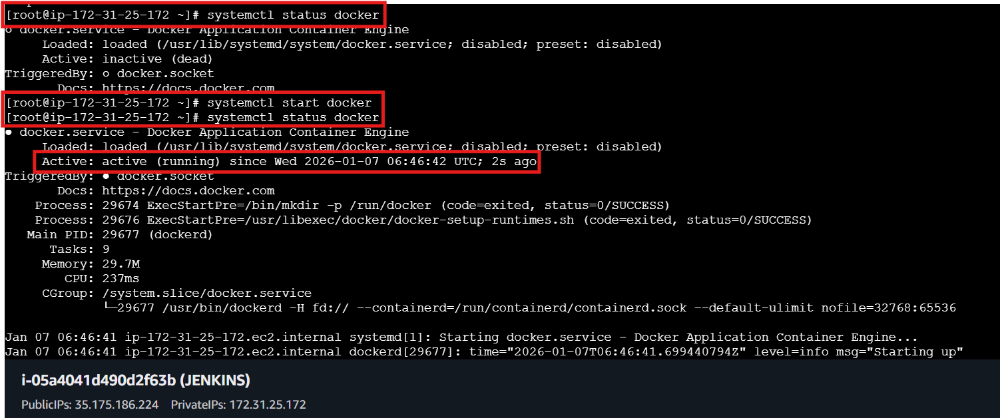 [root@ip-172-31-25-172 ~]# systemctl status docker
○ docker.service - Docker Application Container Engine
Loaded: loaded (/usr/lib/systemd/system/docker.service; disabled; preset: disabled)
Active: inactive (dead)
TriggeredBy: ○ docker.socket
Docs: https://docs.docker.com
[root@ip-172-31-25-172 ~]# systemctl start docker
[root@ip-172-31-25-172 ~]# systemctl status docker
● docker.service - Docker Application Container Engine
Loaded: loaded (/usr/lib/systemd/system/docker.service; disabled; preset: disabled)
Active: active (running) since Wed 2026-01-07 06:46:42 UTC; 2s ago
TriggeredBy: ● docker.socket
Docs: https://docs.docker.com
Process: 29674 ExecStartPre=/bin/mkdir -p /run/docker (code=exited, status=0/SUCCESS)
Process: 29676 ExecStartPre=/usr/libexec/docker/docker-setup-runtimes.sh (code=exited, status=0/SUCCESS)
Main PID: 29677 (dockerd)
Tasks: 9
Memory: 29.7M
CPU: 237ms
CGroup: /system.slice/docker.service
└─29677 /usr/bin/dockerd -H fd:// --containerd=/run/containerd/containerd.sock --default-ulimit nofile=32768:65536
Jan 07 06:46:41 ip-172-31-25-172.ec2.internal systemd[1]: Starting docker.service - Docker Application Container Engine...
Jan 07 06:46:41 ip-172-31-25-172.ec2.internal dockerd[29677]: time="2026-01-07T06:46:41.699440794Z" level=info msg="Starting up"
i-05a4041d490d2f63b (JENKINS)
PublicIPs: 35.175.186.224 PrivateIPs: 172.31.25.172